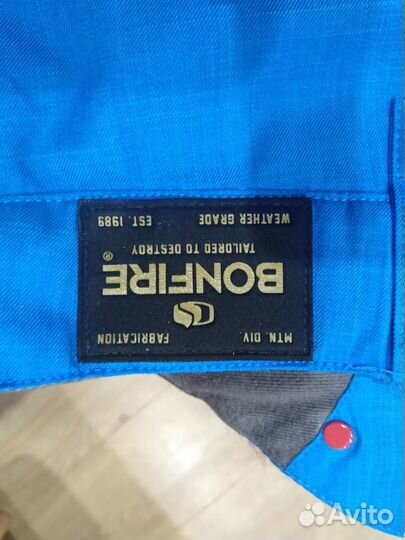 MTN. DIV. FABRICATION
BONFIRE®
TAILORED TO DESTROY
WEATHER GRADE EST. 1989
Avito